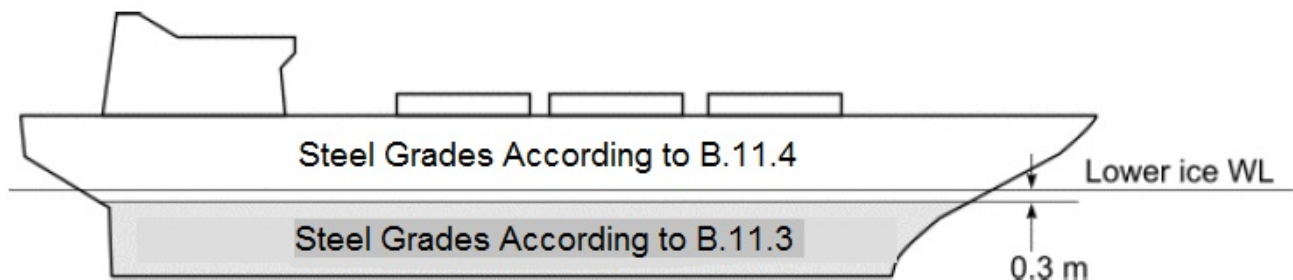 Steel Grades According to B.11.4
Lower ice WL
Steel Grades According to B.11.3
0.3 m